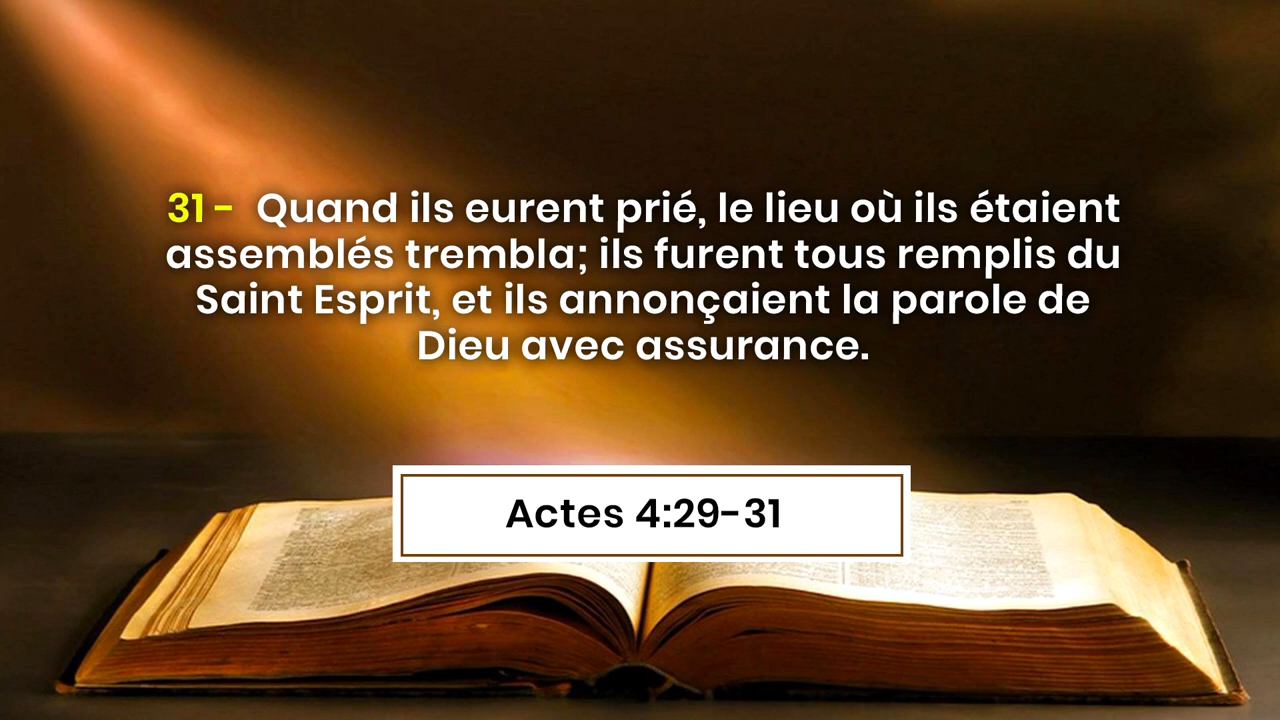 31 - Quand ils eurent prié, le lieu où ils étaient
assemblés trembla; ils furent tous remplis du
Saint Esprit, et ils annonçaient la parole de
Dieu avec assurance.
Actes 4:29-31